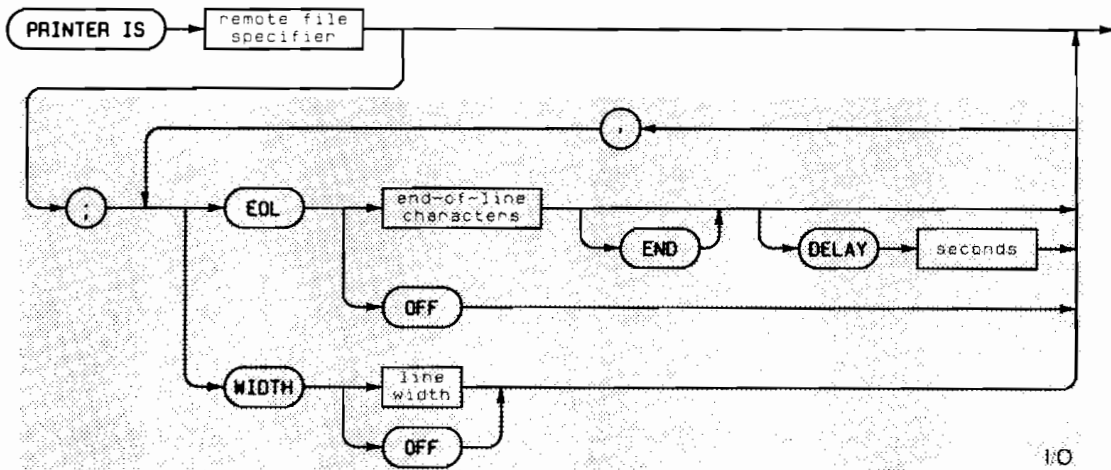 PRINTER IS
remote file
specifier
,
;
EOL
end-of-line
characters
END
DELAY
seconds
OFF
WIDTH
line
width
OFF
I/O